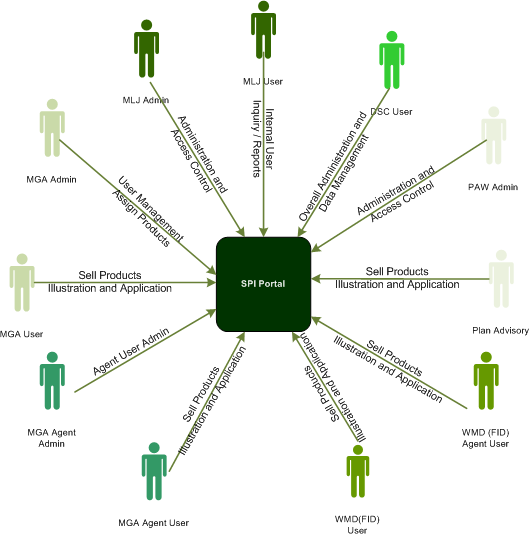 MLJ User
MLJ Admin
DSC User
Administration and
Access Control
Internal User
Inquiry / Reports
Overall Administration and
Data Management
MGA Admin
User Management
Assign Products
PAW Admin
Administration and
Access Control
SPI Portal
MGA User
Sell Products
Illustration and Application
Sell Products
Illustration and Application
Plan Advisory
Agent User Admin
MGA Agent
Admin
Sell Products
Illustration and Application
WMD (FID)
Agent User
Sell Products
Illustration and Application
MGA Agent User
Sell Products
Illustration and Application
WMD(FID)
User